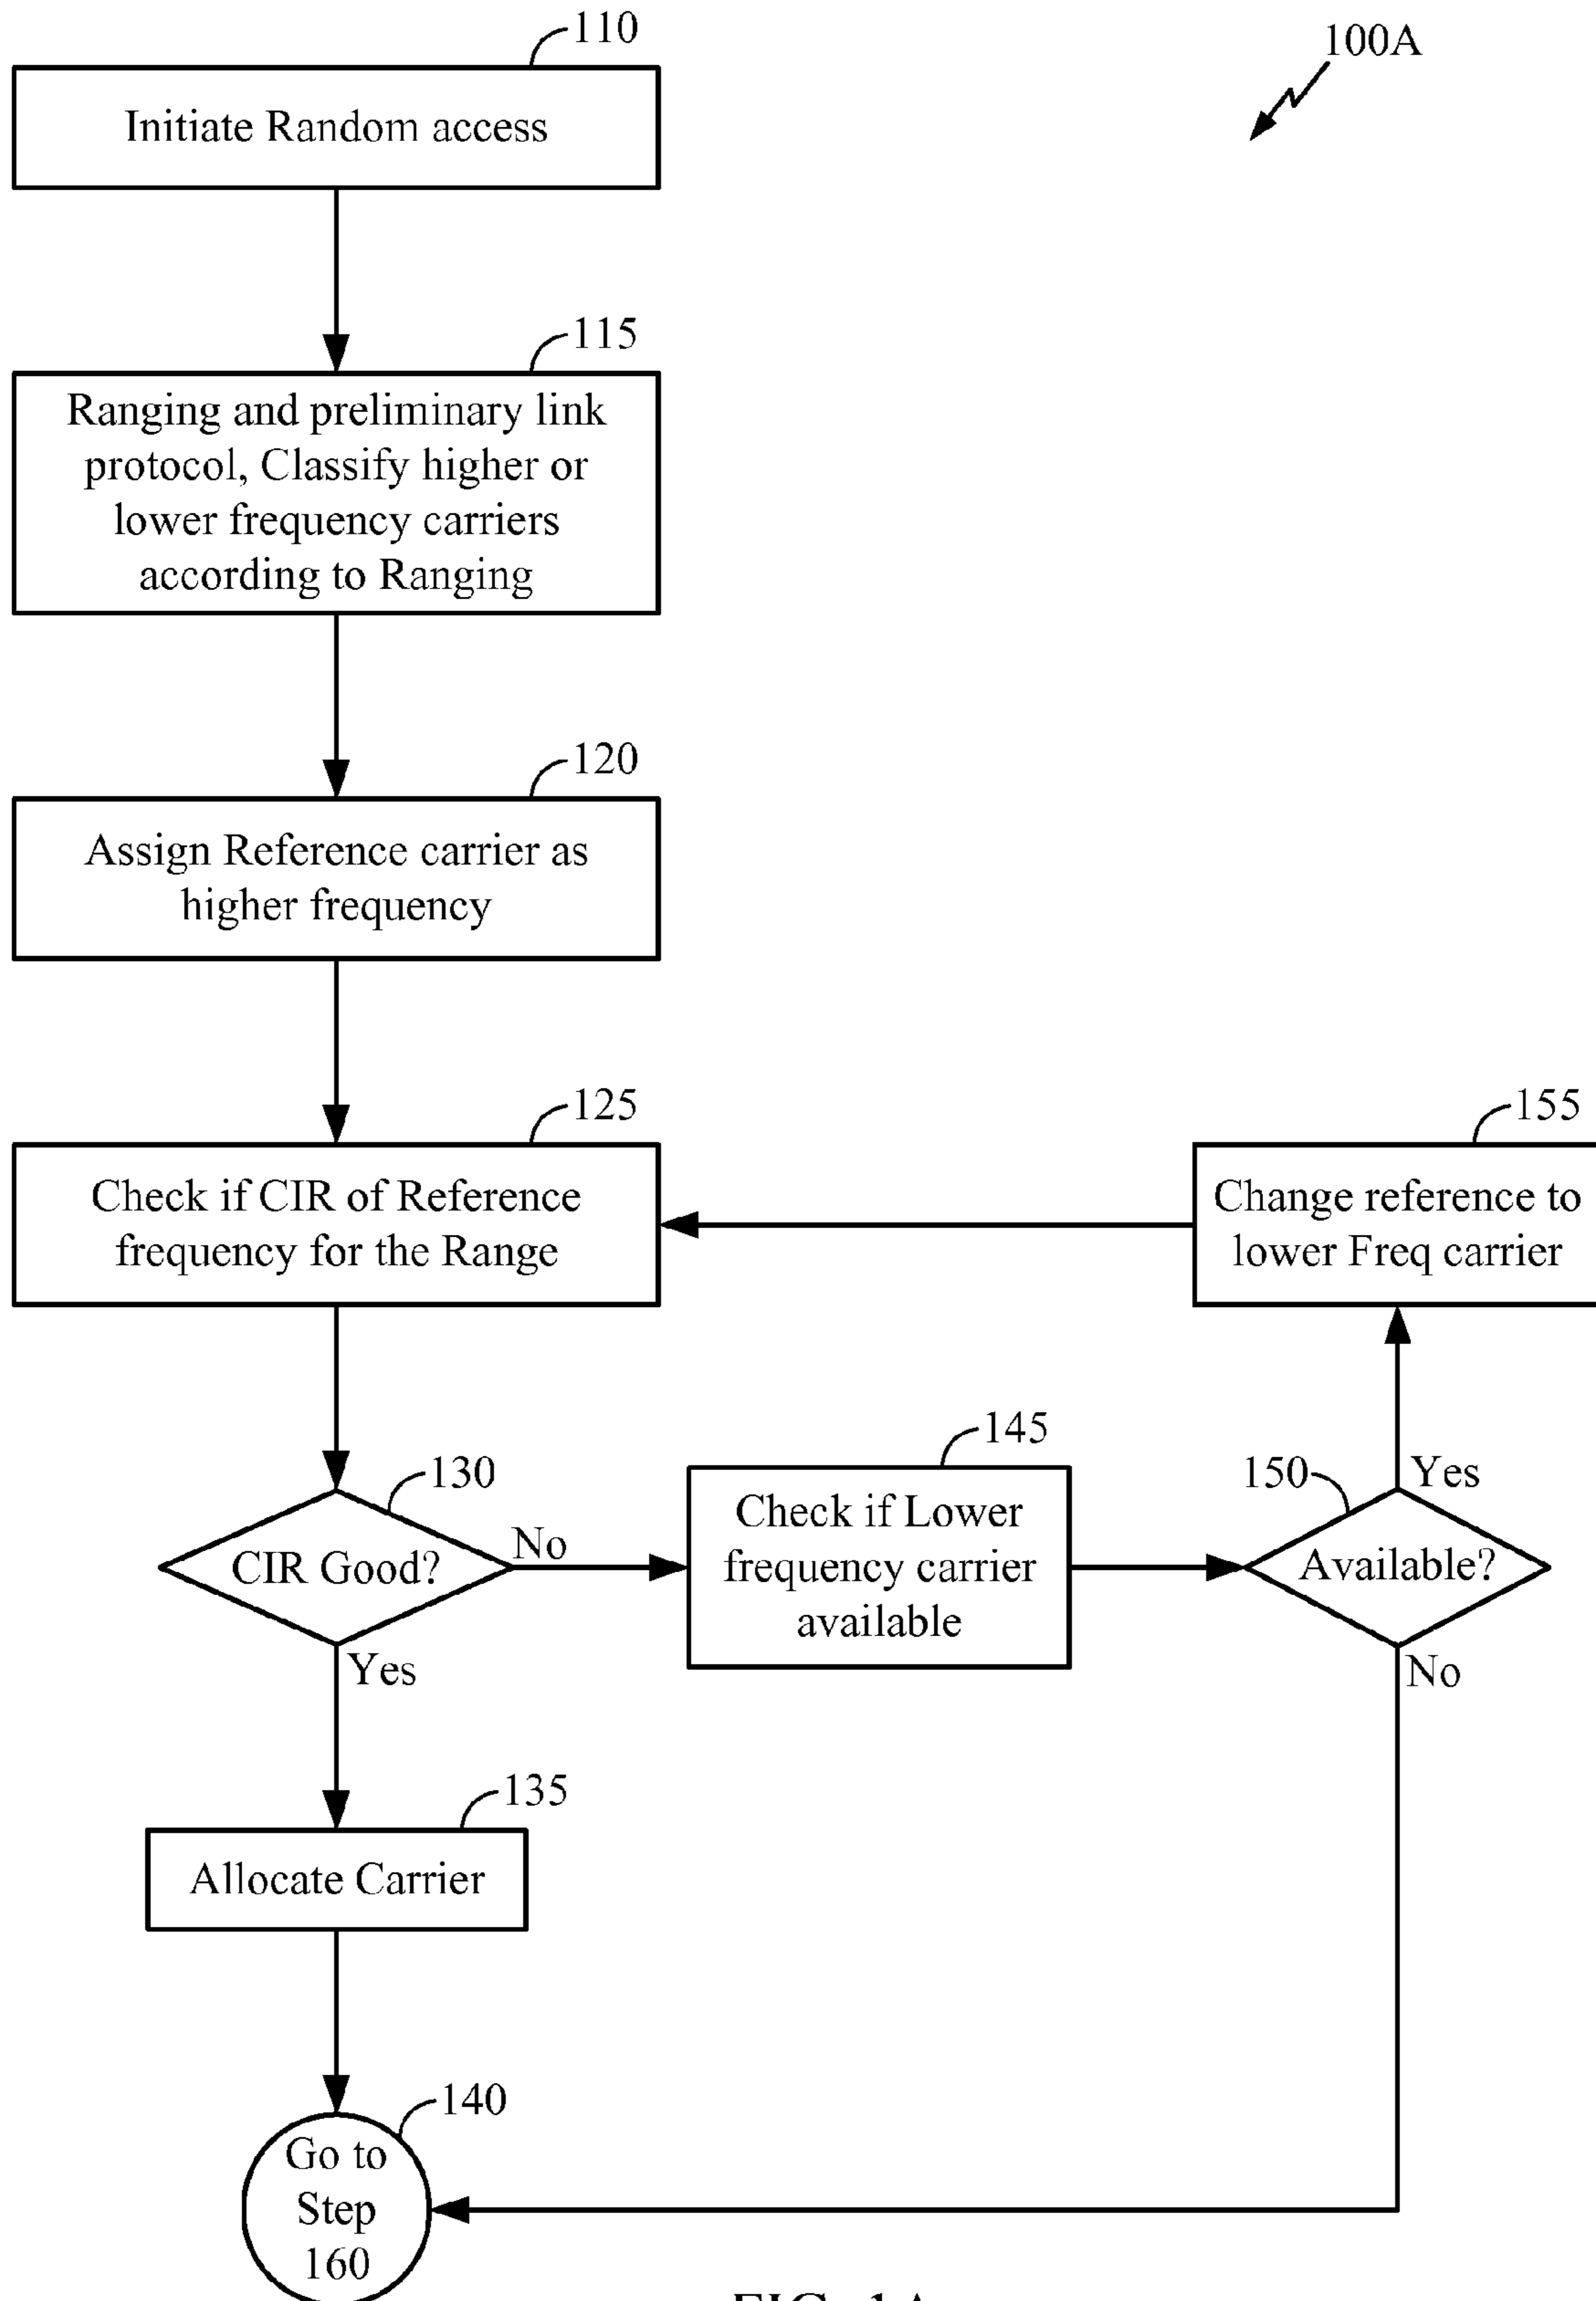 110
100A
Initiate Random access
115
Ranging and preliminary link
protocol, Classify higher or
lower frequency carriers
according to Ranging
120
Assign Reference carrier as
higher frequency
125
155
Check if CIR of Reference
frequency for the Range
Change reference to
lower Freq carrier
145
130
150
Yes
CIR Good?
No
Check if Lower
frequency carrier
available
Available?
Yes
No
135
Allocate Carrier
140
Go to
Step
160